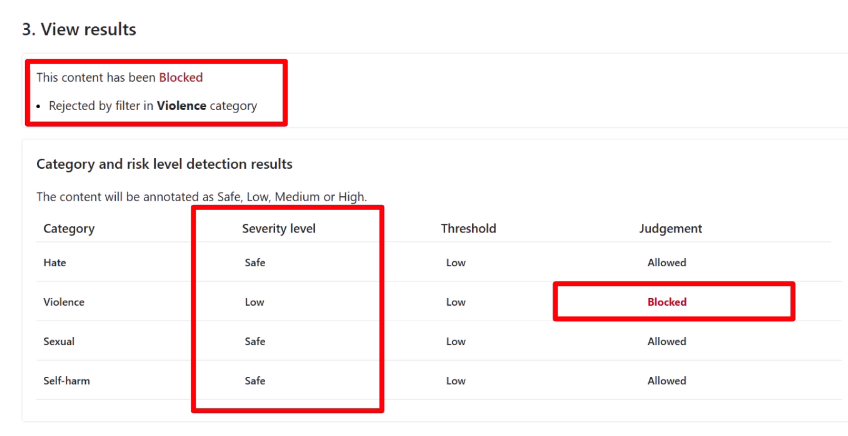 3. View results
This content has been Blocked
• Rejected by filter in Violence category
Category and risk level detection results
The content will be annotated as Safe, Low, Medium or High.
Category Severity level Threshold Judgement
Hate Safe Low Allowed
Violence Low Low Blocked
Sexual Safe Low Allowed
Self-harm Safe Low Allowed